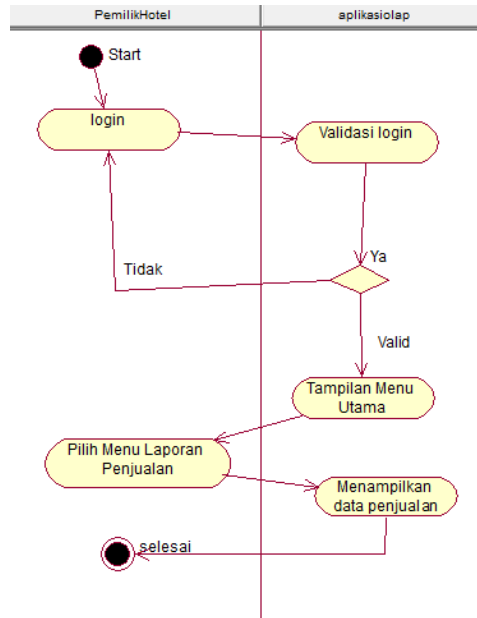 PemilikHotel
aplikasiolap
Start
login
Validasi login
Ya
Tidak
Valid
Tampilan Menu
Utama
Pilih Menu Laporan
Penjualan
Menampilkan
data penjualan
selesai